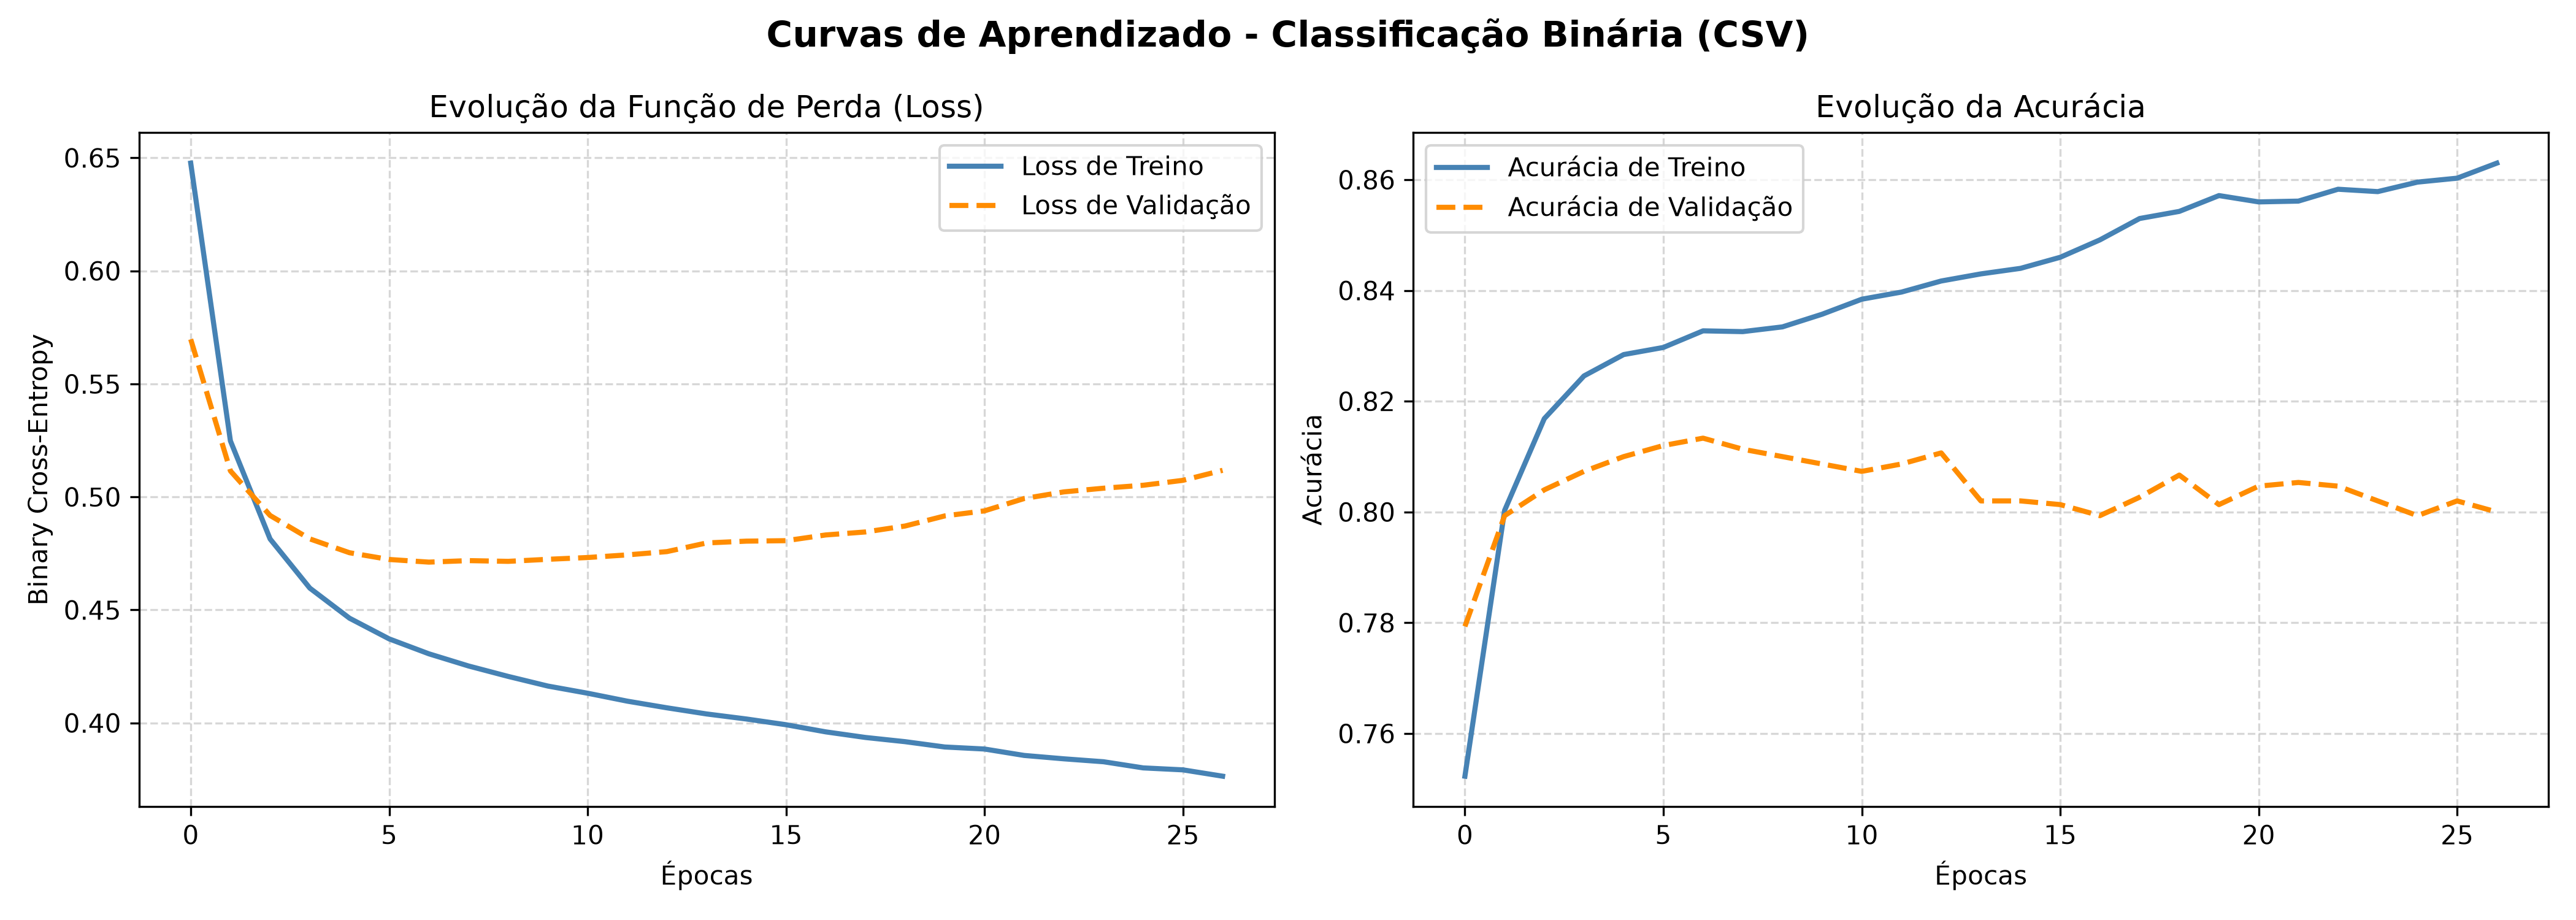 Curvas de Aprendizado - Classificação Binária (CSV)
Evolução da Função de Perda (Loss)
Loss de Treino
Loss de Validação
Binary Cross-Entropy
0.65
0.60
0.55
0.50
0.45
0.40
0 5 10 15 20 25
Épocas
Evolução da Acurácia
Acurácia de Treino
Acurácia de Validação
Acurácia
0.86
0.84
0.82
0.80
0.78
0.76
0 5 10 15 20 25
Épocas